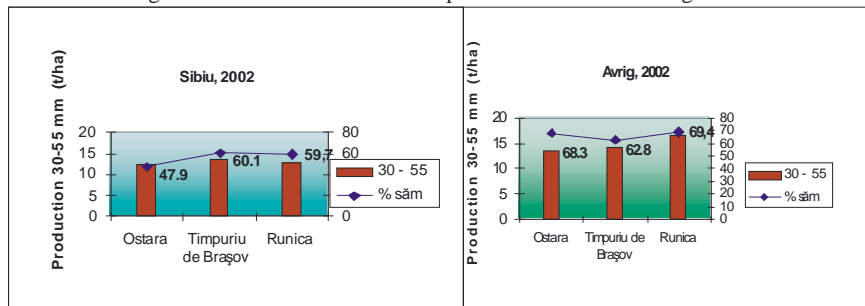 Sibiu, 2002
Production 30-55 mm (t/ha)
20
15
10
5
0
80
60
40
20
0
47.9
60.1
59,7
Ostara
Timpuriu
de Braşov
Runica
30 - 55
% săm
Avrig, 2002
Production 30-55 mm (t/ha)
20
15
10
5
0
80
70
60
50
40
30
20
10
0
68.3
62.8
69,4
Ostara
Timpuriu de
Braşov
Runica
30 - 55
% săm